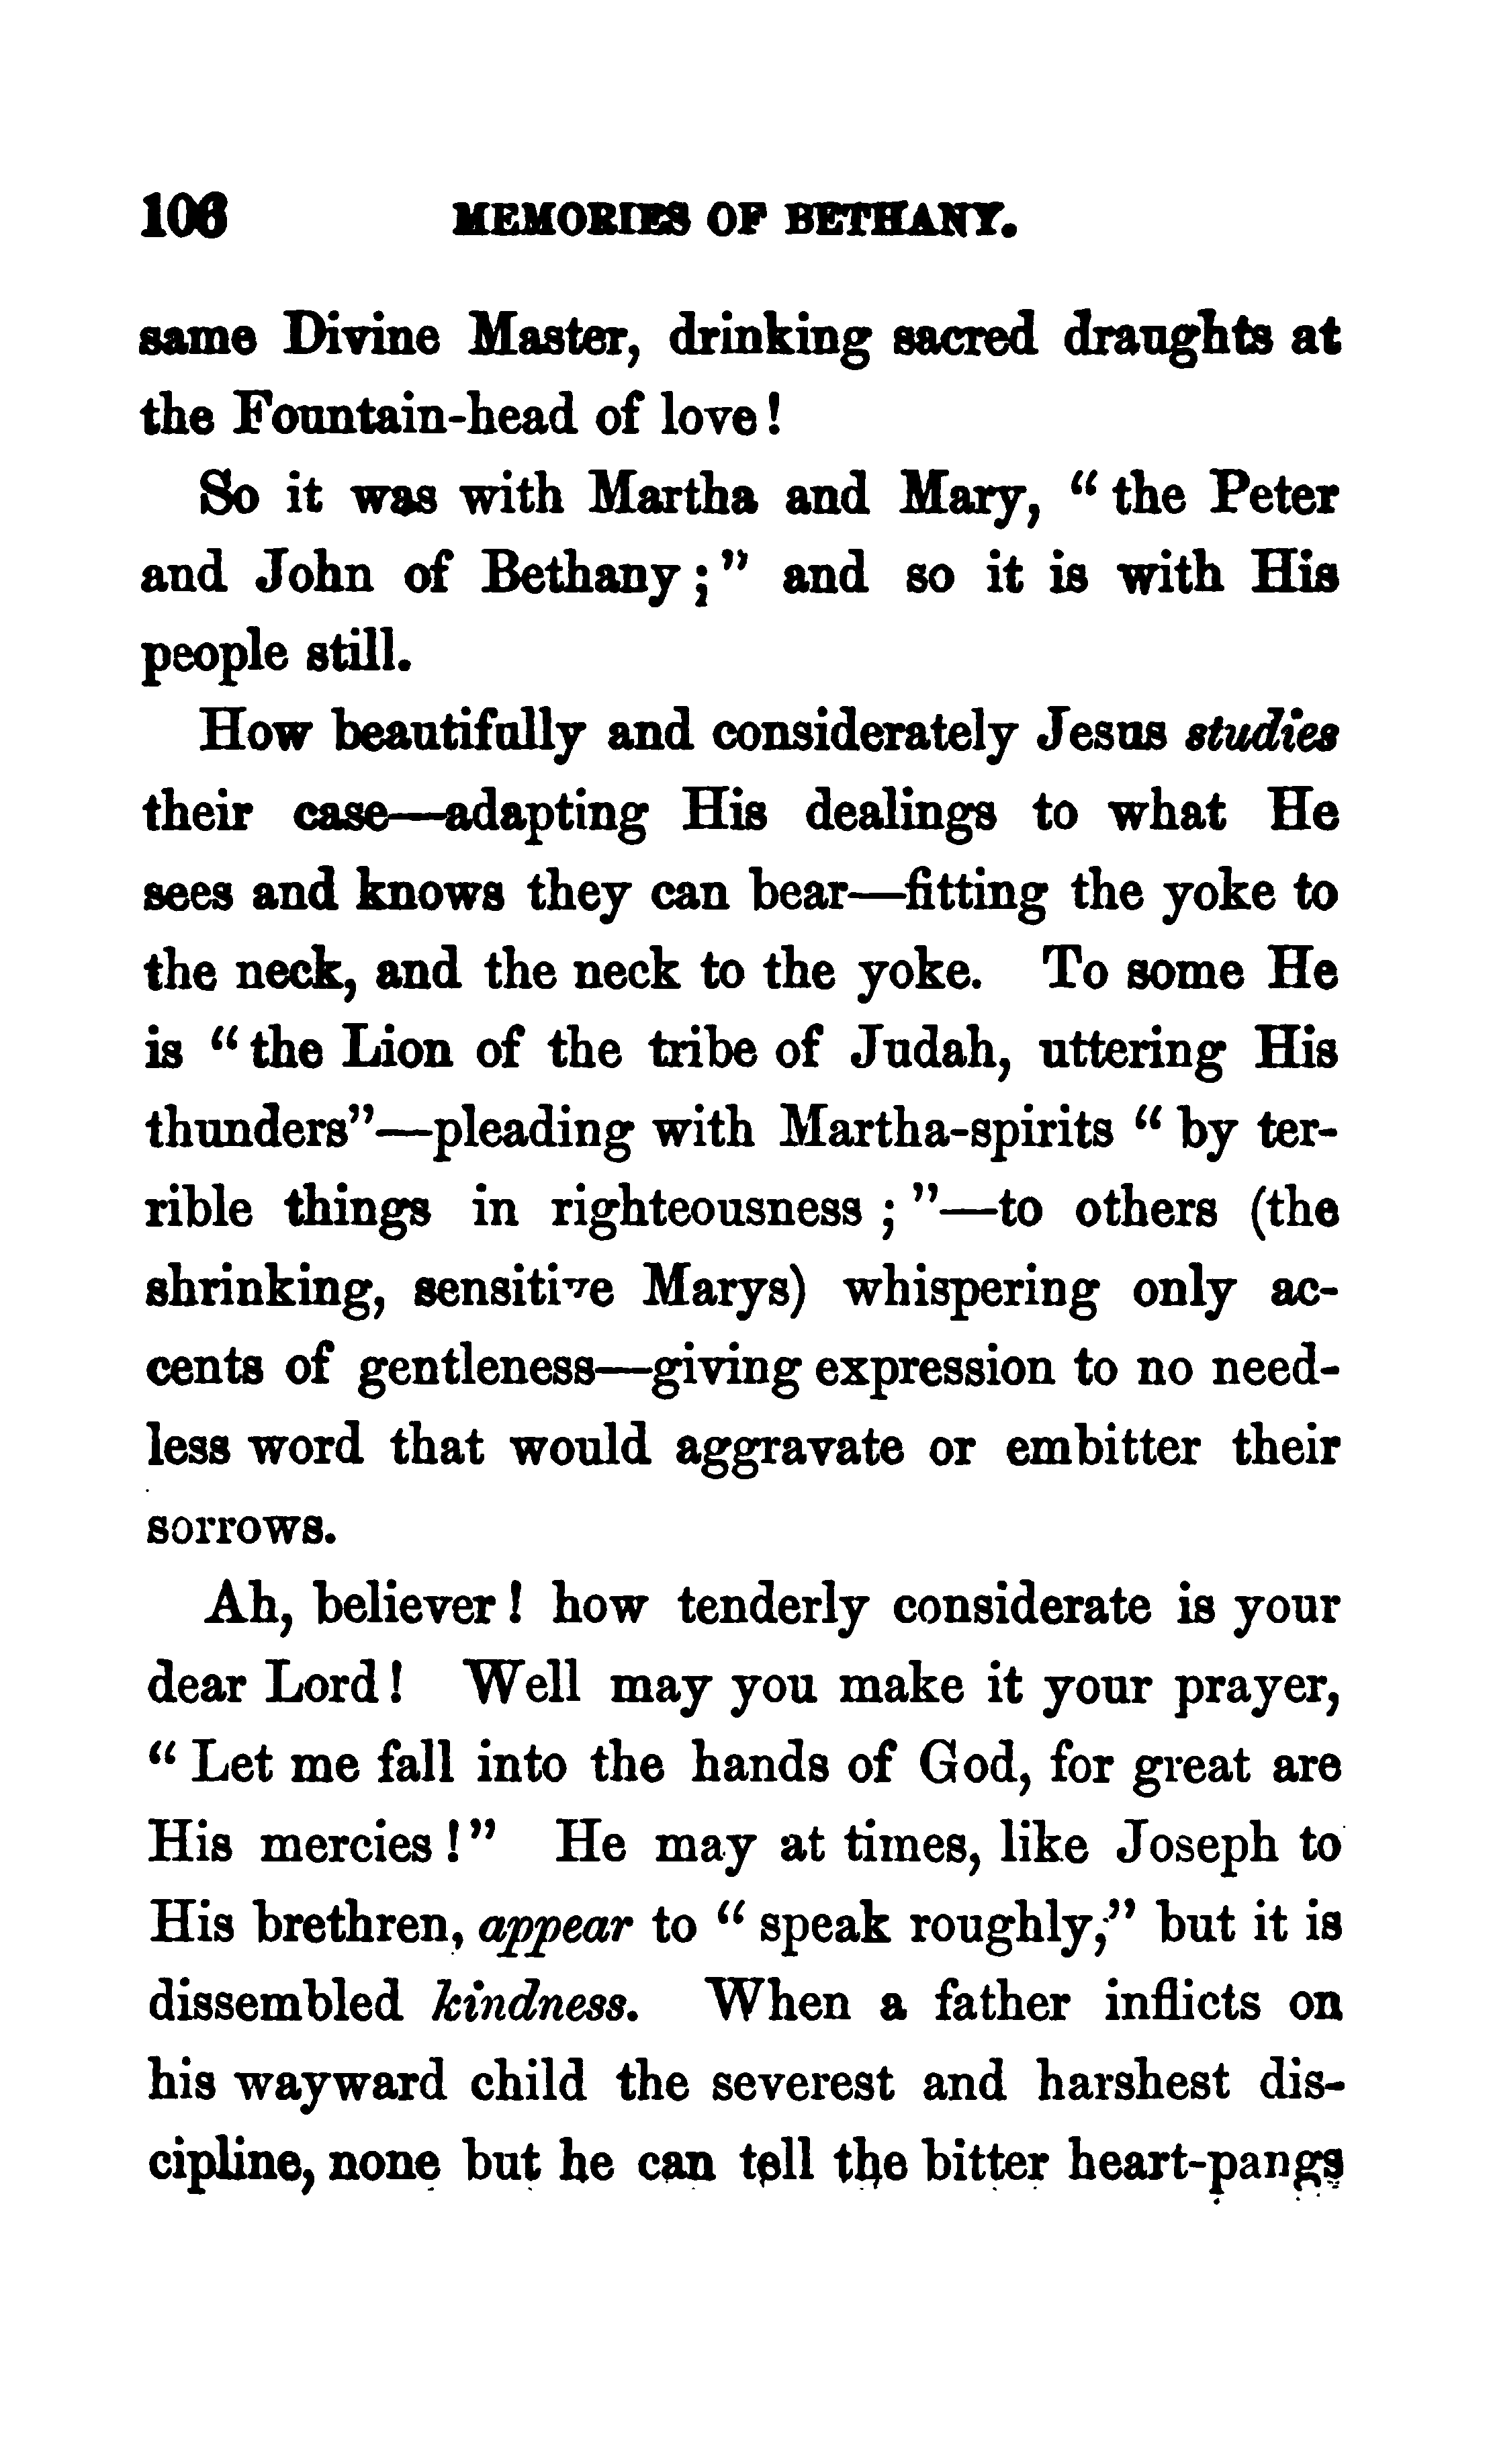 106 MEMORIES OF BETHANY.
same Divine Master, drinking sacred draughts at
the Fountain-head of love!
So it was with Martha and Mary, "the Peter
and John of Bethany;" and so it is with His
people still.
How beautifully and considerately Jesus studies
their case—adapting His dealings to what He
sees and knows they can bear—fitting the yoke to
the neck, and the neck to the yoke. To some He
is "the Lion of the tribe of Judah, uttering His
thunders"—pleading with Martha-spirits "by ter-
rible things in righteousness;"—to others (the
shrinking, sensitive Marys) whispering only ac-
cents of gentleness—giving expression to no need-
less word that would aggravate or embitter their
sorrows.
Ah, believer! how tenderly considerate is your
dear Lord! Well may you make it your prayer,
"Let me fall into the hands of God, for great are
His mercies!" He may at times, like Joseph to
His brethren, appear to "speak roughly," but it is
dissembled kindness. When a father inflicts on
his wayward child the severest and harshest dis-
cipline, none but he can tell the bitter heart-pangs